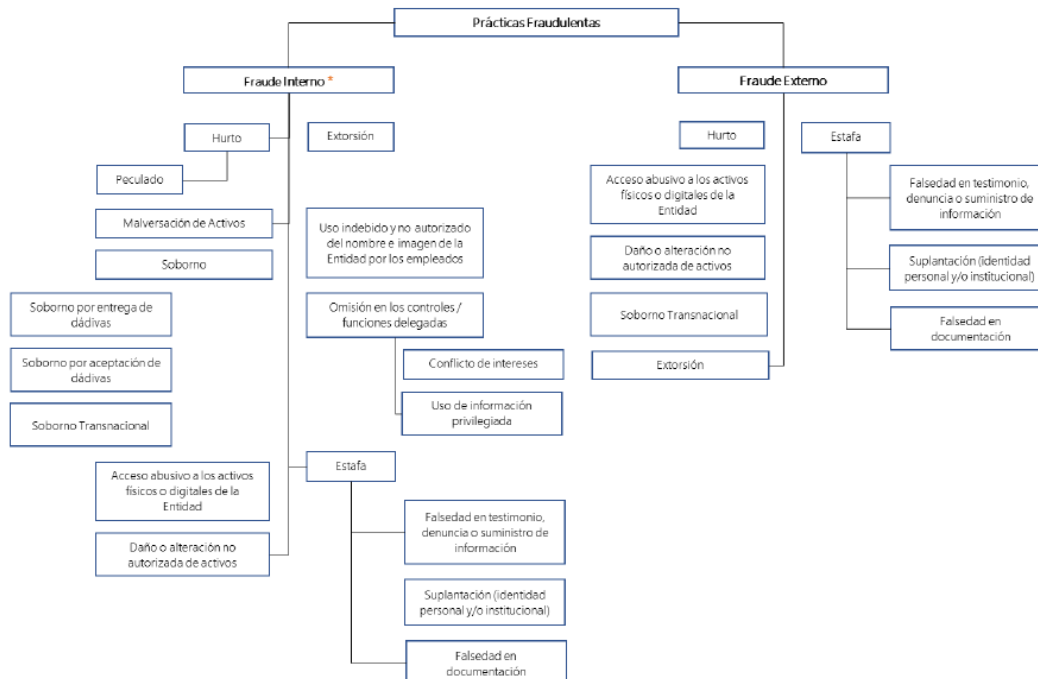 Prácticas Fraudulentas
Fraude Interno *
Hurto
Extorsión
Peculado
Malversación de Activos
Uso indebido y no autorizado
del nombre e imagen de la
Entidad por los empleados
Soborno
Soborno por entrega de
dádivas
Omisión en los controles /
funciones delegadas
Soborno por aceptación de
dádivas
Conflicto de intereses
Soborno Transnacional
Uso de información
privilegiada
Acceso abusivo a los activos
físicos o digitales de la
Entidad
Estafa
Daño o alteración no
autorizada de activos
Falsedad en testimonio,
denuncia o suministro de
información
Suplantación (identidad
personal y/o institucional)
Falsedad en
documentación
Fraude Externo
Hurto
Estafa
Acceso abusivo a los activos
físicos o digitales de la
Entidad
Falsedad en testimonio,
denuncia o suministro de
información
Daño o alteración no
autorizada de activos
Suplantación (identidad
personal y/o institucional)
Soborno Transnacional
Falsedad en
documentación
Extorsión